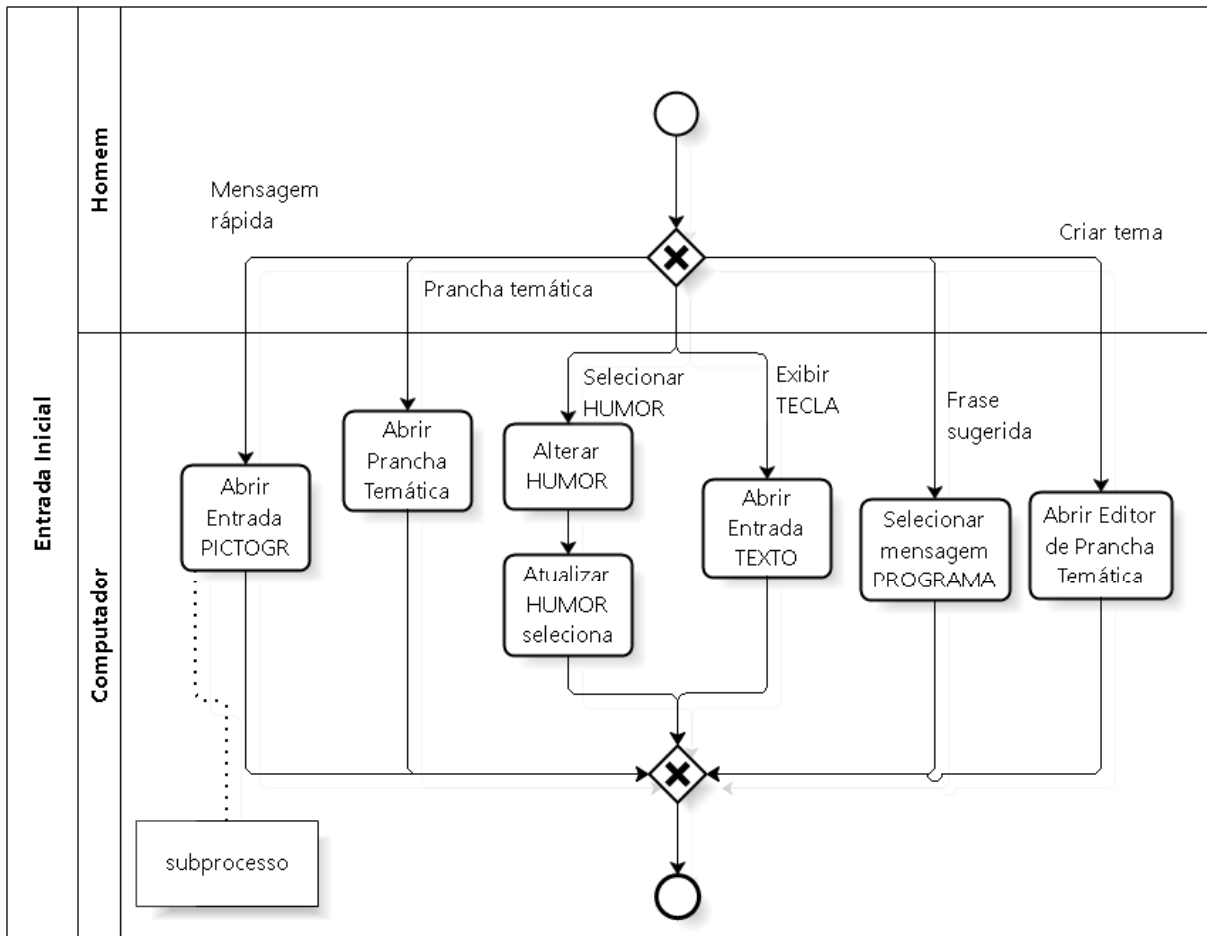 Entrada Inicial
Homem
Computador
Mensagem
rápida
Prancha temática
Criar tema
Selecionar
HUMOR
Exibir
TECLA
Frase
sugerida
Abrir
Entrada
PICTOGR
Abrir
Prancha
Temática
Alterar
HUMOR
Atualizar
HUMOR
seleciona
Abrir
Entrada
TEXTO
Selecionar
mensagem
PROGRAMA
Abrir Editor
de Prancha
Temática
subprocesso